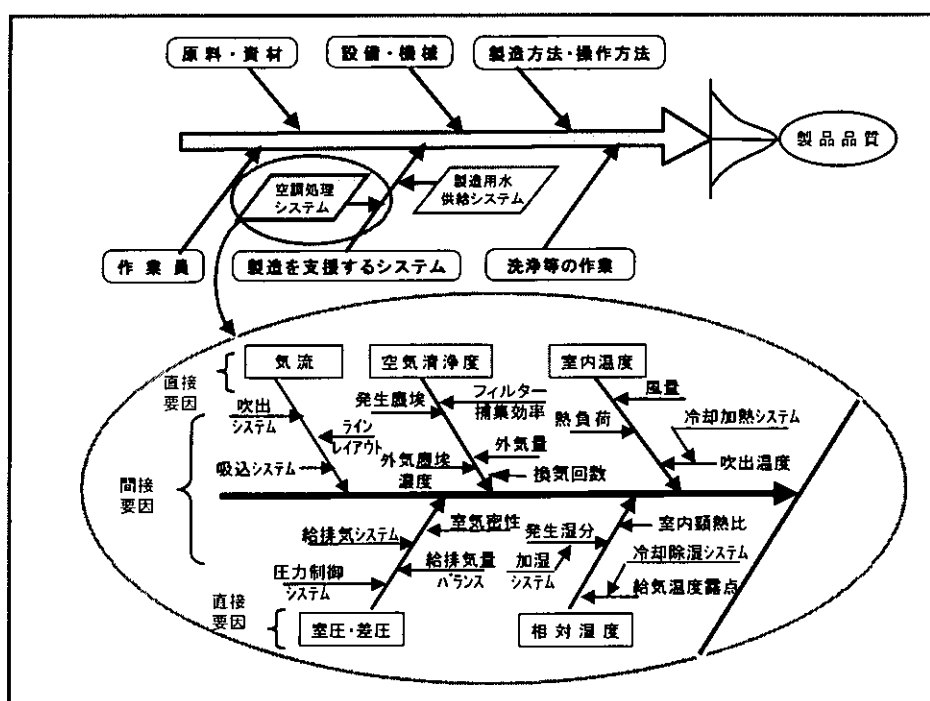 原料・資材
設備・機械
製造方法・操作方法
製品品質
空調処理
システム
製造用水
供給システム
作業員
製造を支援するシステム
洗浄等の作業
直接
要因
気流
空気清浄度
室内温度
吹出
システム
ライン
レイアウト
吸込システム
発生塵埃
フィルター
捕集効率
外気塵埃
濃度
外気量
換気回数
風量
熱負荷
冷却加熱システム
吹出温度
間接
要因
給排気システム
室気密性
圧力制御
システム
給排気量
バランス
発生湿分
加湿
システム
室内顕熱比
冷却除湿システム
給気温度露点
直接
要因
室圧・差圧
相対湿度